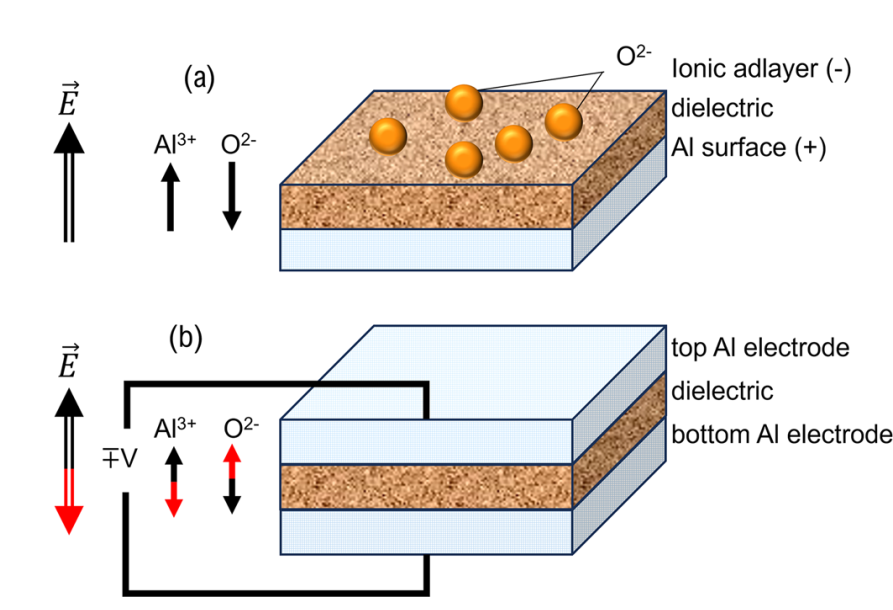 (a)
O²⁻
Ionic adlayer (-)
E⃗
dielectric
Al³⁺ O²⁻
Al surface (+)
(b)
top Al electrode
E⃗
dielectric
Al³⁺ O²⁻
bottom Al electrode
∓V